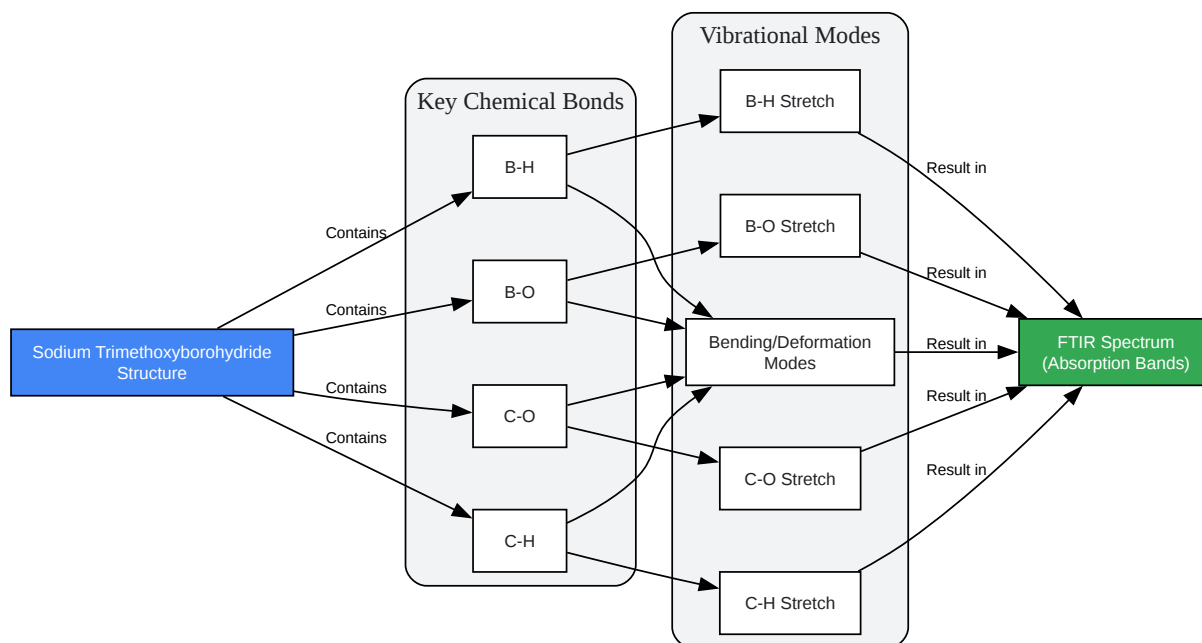 Vibrational Modes
Key Chemical Bonds
B-H Stretch
B-H
Result in
B-O Stretch
Contains
Result in
B-O
Contains
Sodium Trimethoxyborohydride
Structure
Bending/Deformation
Modes
Result in
FTIR Spectrum
(Absorption Bands)
Contains
C-O
Result in
Contains
C-O Stretch
Result in
C-H
C-H Stretch